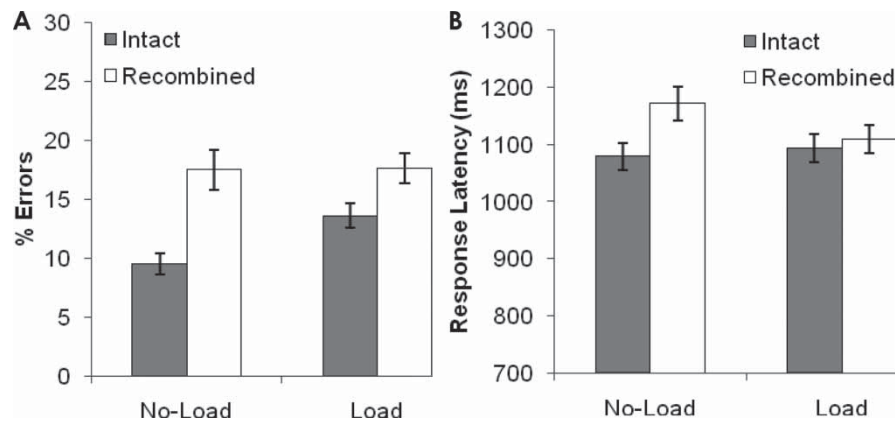 A
30
25
20
15
10
5
0
% Errors
Intact
Recombined
No-Load
Load
B
1300
1200
1100
1000
900
800
700
Response Latency (ms)
Intact
Recombined
No-Load
Load